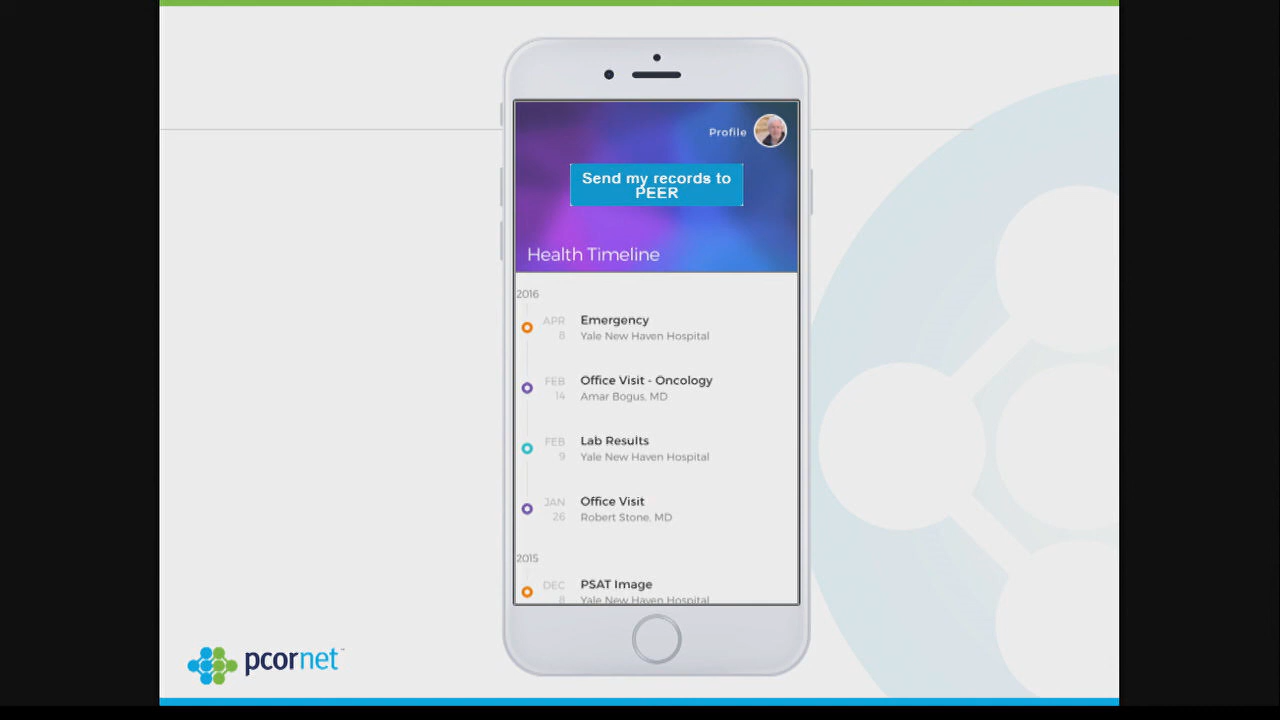 Profile
Send my records to
PEER
Health Timeline
2016
APR
8
Emergency
Yale New Haven Hospital
FEB
14
Office Visit - Oncology
Amar Bogus, MD
FEB
9
Lab Results
Yale New Haven Hospital
JAN
26
Office Visit
Robert Stone, MD
2015
DEC
8
PSAT Image
Yale New Haven Hospital
pcornet™